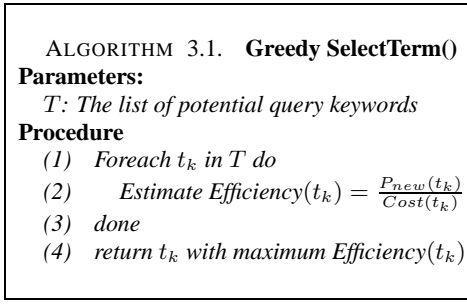 ALGORITHM 3.1. Greedy SelectTerm()
Parameters:
T: The list of potential query keywords
Procedure
(1) Foreach t_k in T do
(2) Estimate Efficiency(t_k) = P_new(t_k) / Cost(t_k)
(3) done
(4) return t_k with maximum Efficiency(t_k)